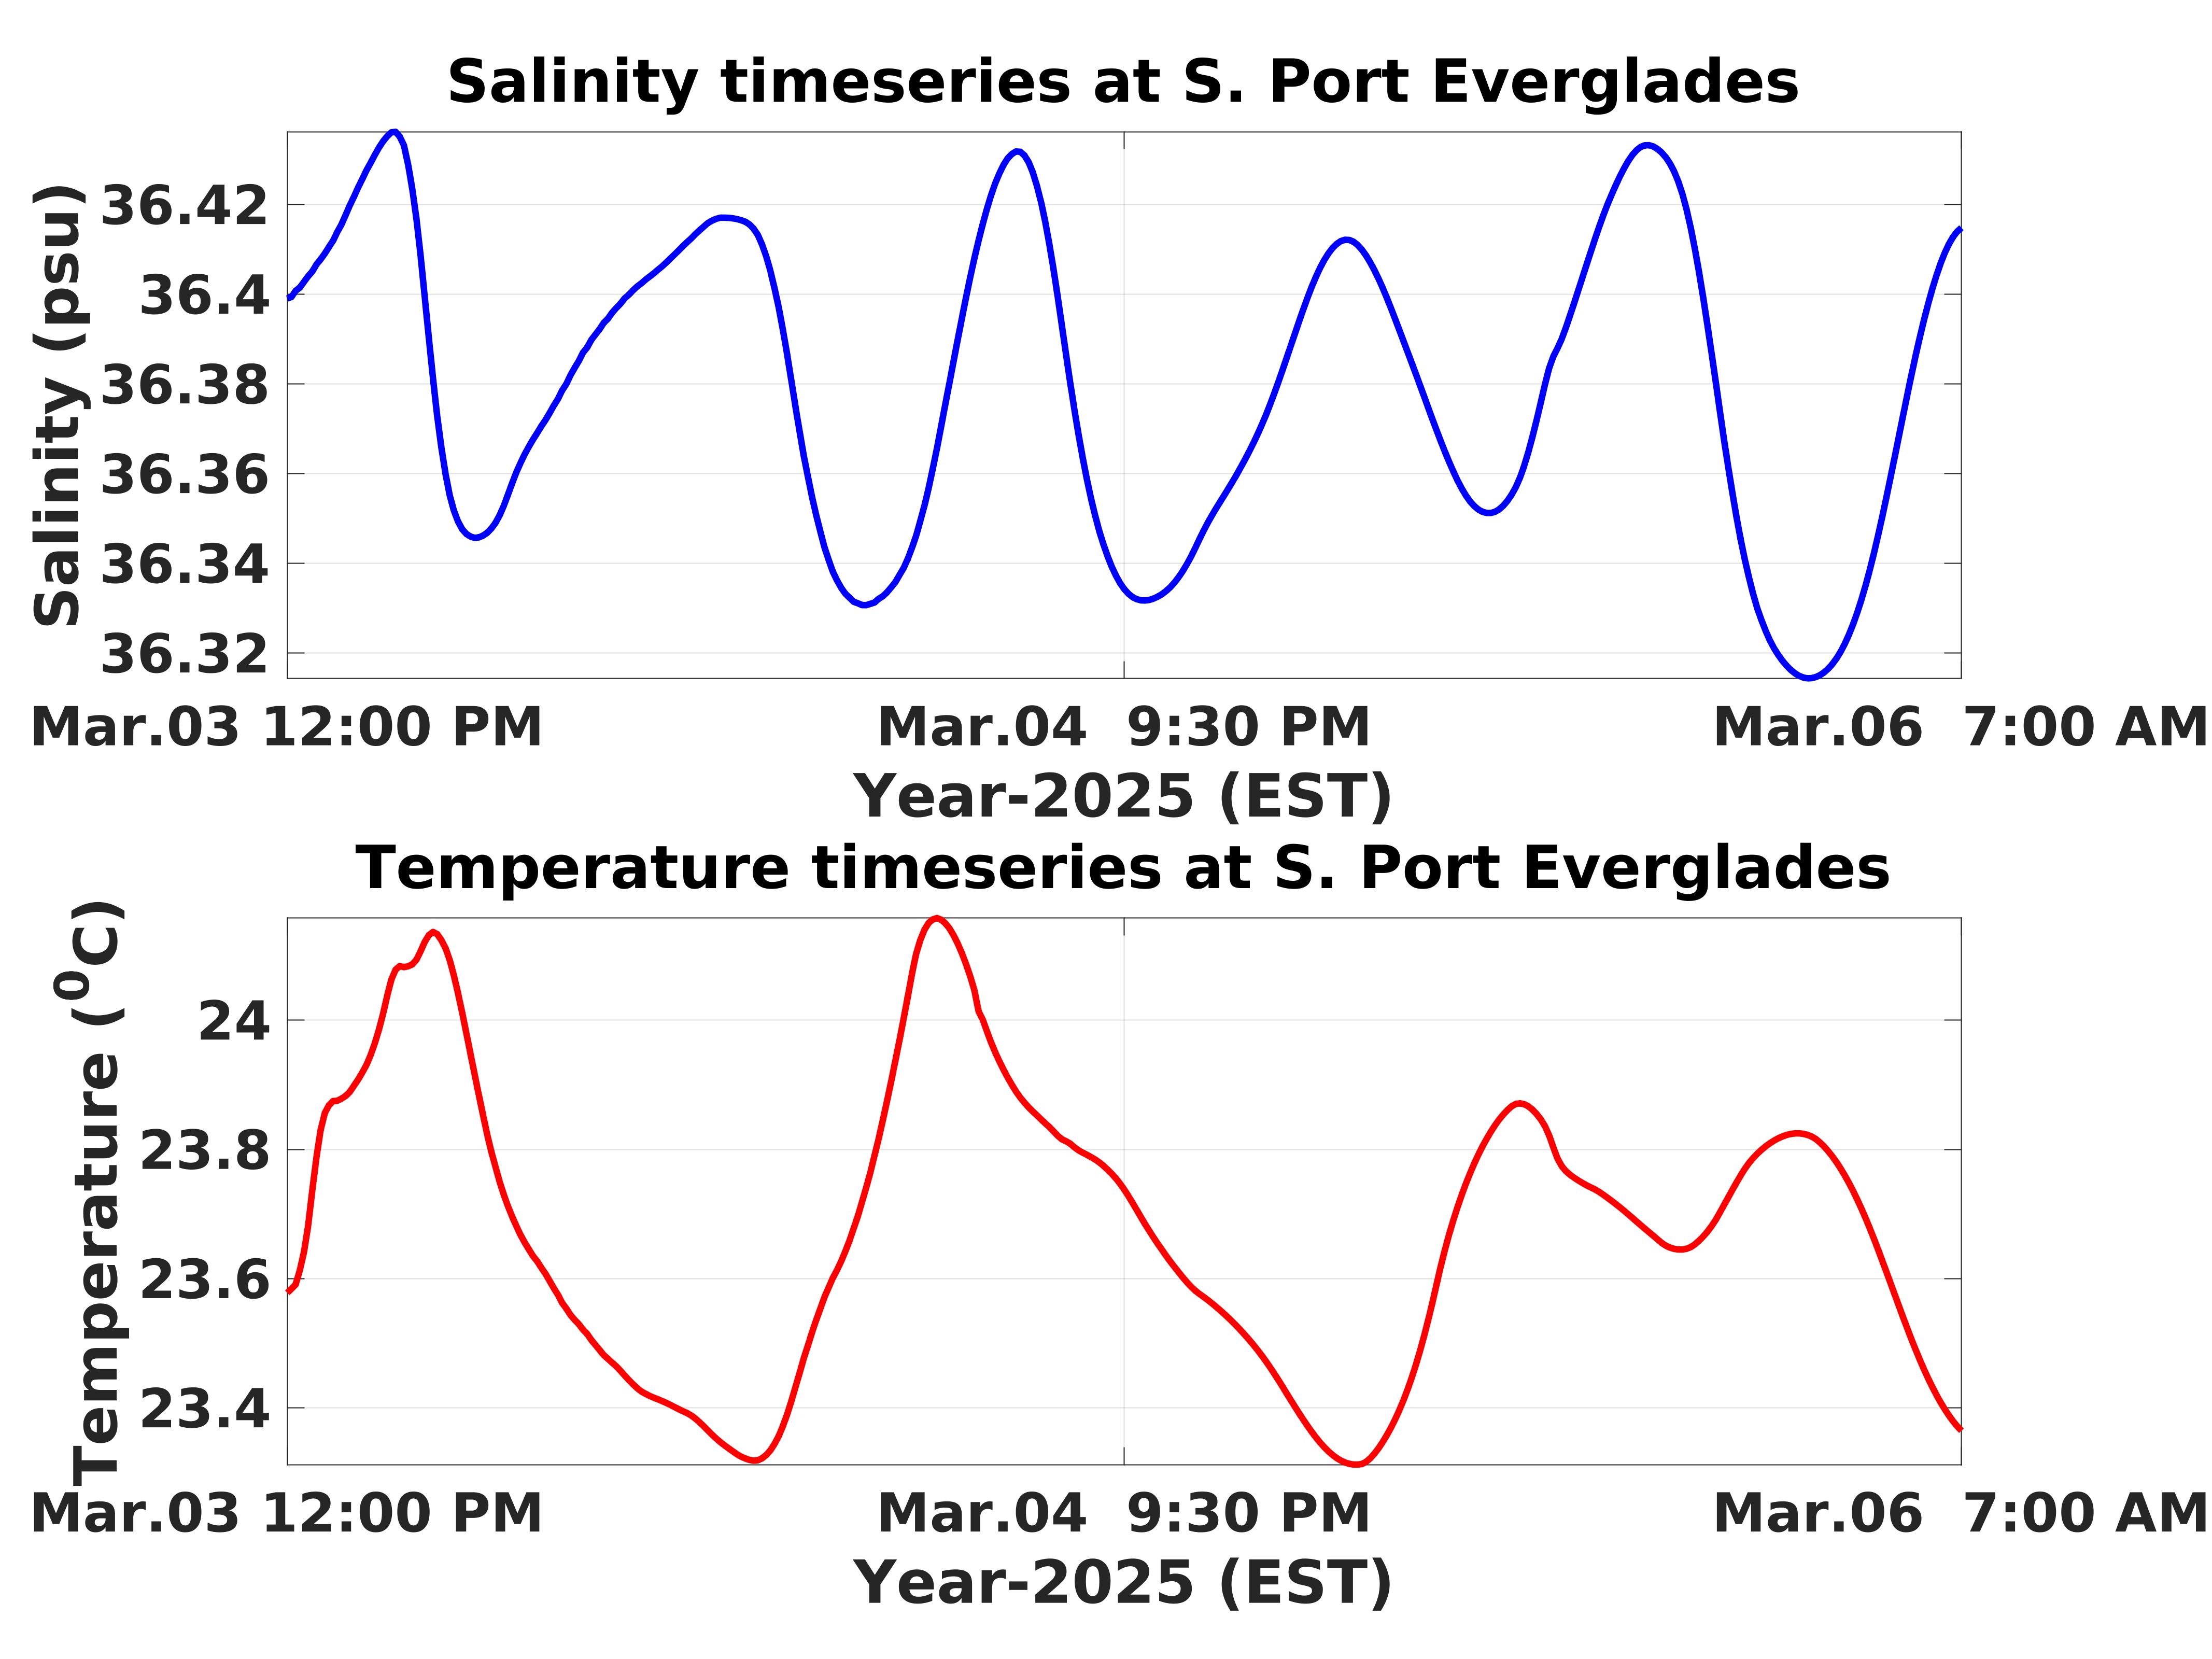 Salinity timeseries at S. Port Everglades
Salinity (psu)
36.42
36.4
36.38
36.36
36.34
36.32
Mar.03 12:00 PM Mar.04 9:30 PM Mar.06 7:00 AM
Year-2025 (EST)
Temperature timeseries at S. Port Everglades
Temperature (⁰C)
24
23.8
23.6
23.4
Mar.03 12:00 PM Mar.04 9:30 PM Mar.06 7:00 AM
Year-2025 (EST)